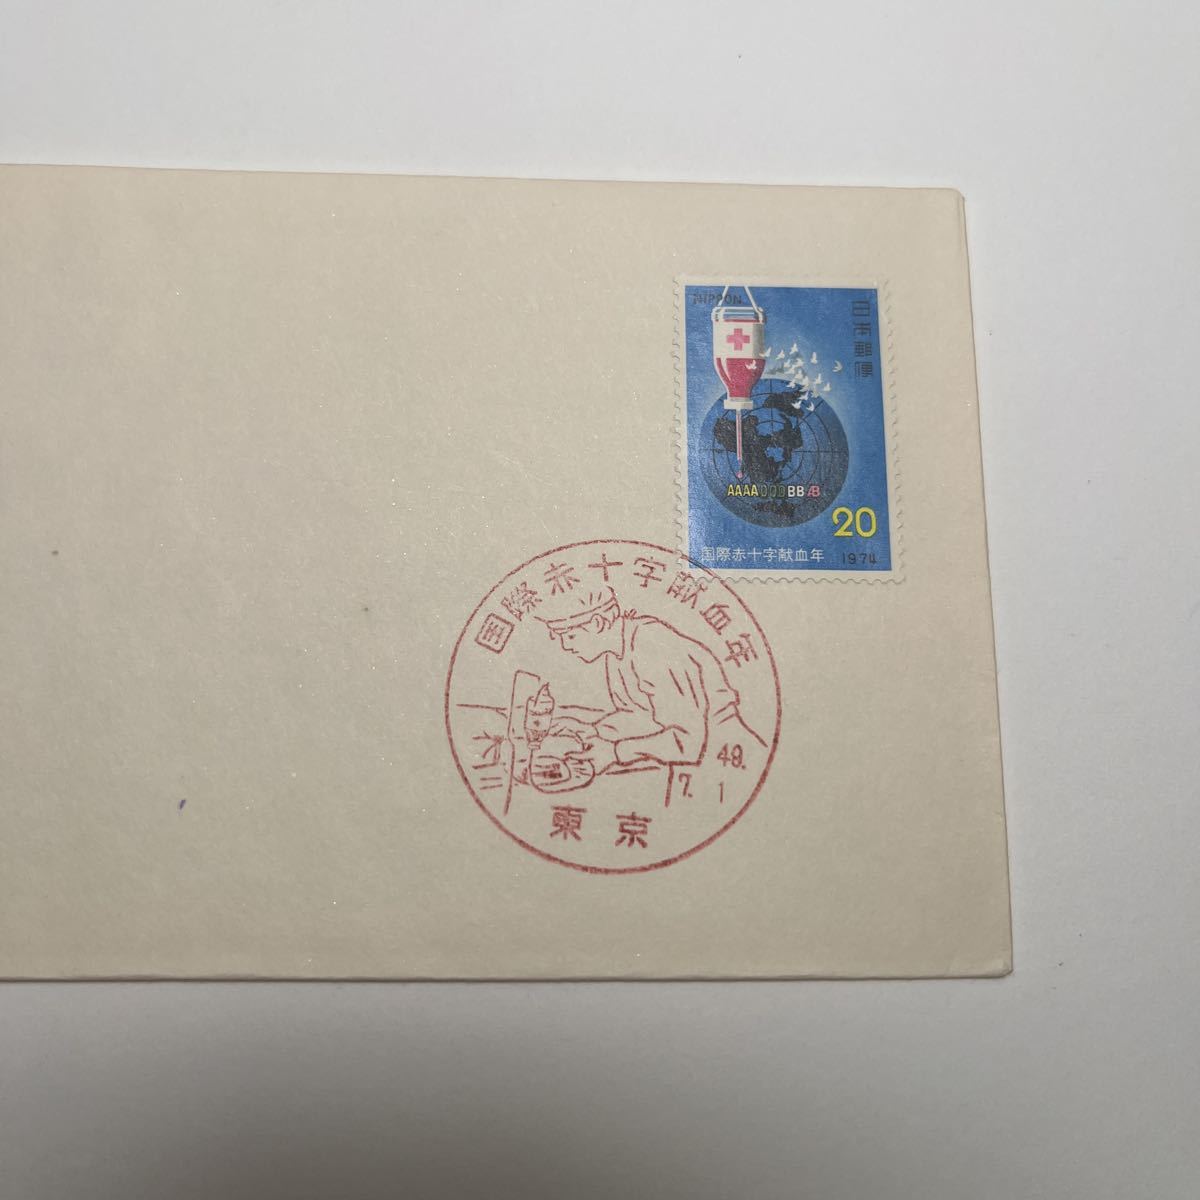 NIPPON
日本郵便
AAAAOOOBBAB
20
国際赤十字献血年 1974
国際赤十字献血年
49.
7. 1
東京